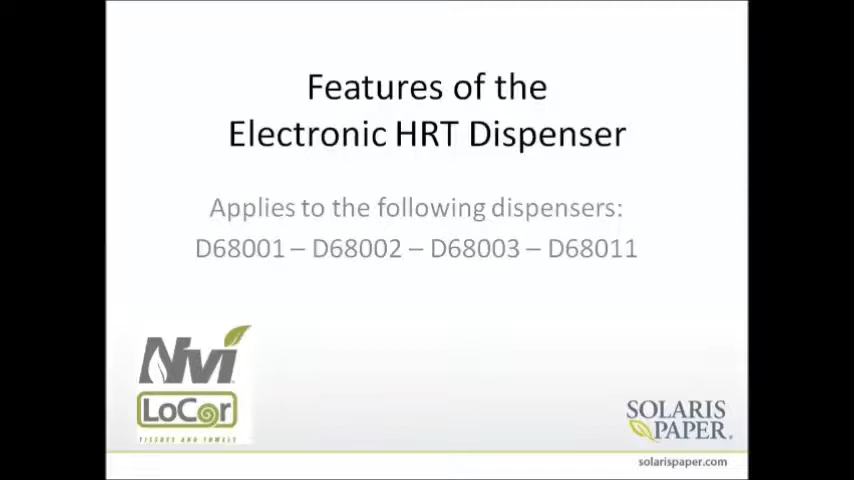 Features of the
Electronic HRT Dispenser
Applies to the following dispensers:
D68001 – D68002 – D68003 – D68011
Nvi
LoCor
TISSUES AND TOWELS
SOLARIS
PAPER.
solarispaper.com